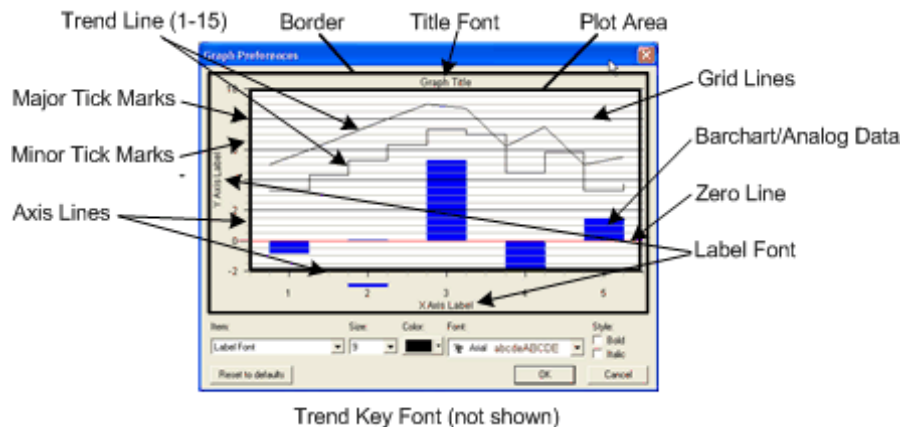 Trend Line (1-15)
Border
Title Font
Plot Area
Graph Preferences
Graph Title
Grid Lines
Major Tick Marks
Minor Tick Marks
Barchart/Analog Data
Y Axis Label
Zero Line
Axis Lines
Label Font
2
0
-2
1
2
3
4
5
X Axis Label
Item:
Size:
Color:
Font:
Style:
Label Font
9
Arial abcdeABCDE
Bold
Italic
Reset to defaults
OK
Cancel
Trend Key Font (not shown)